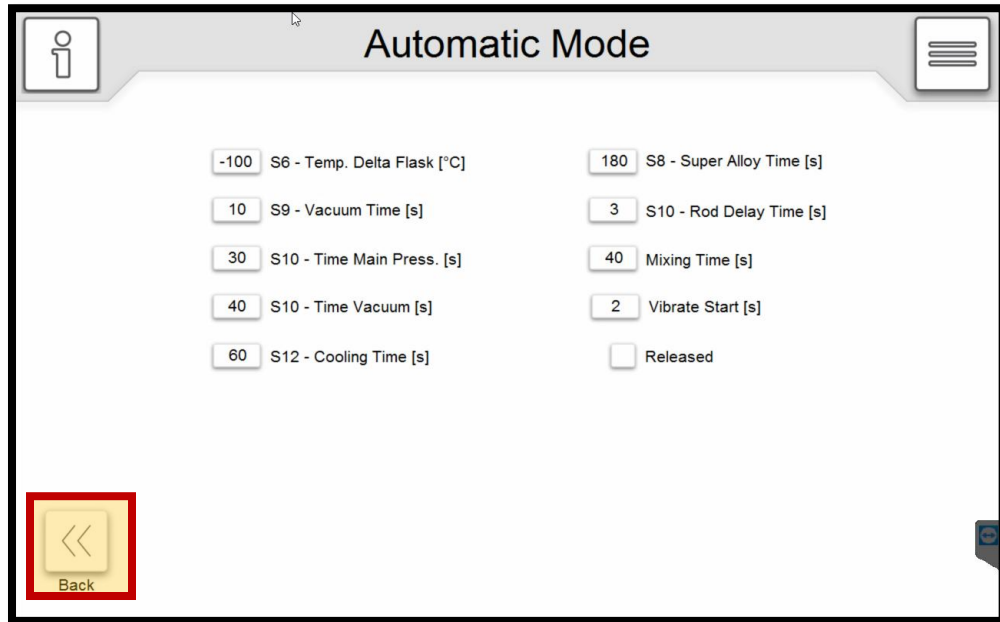 Automatic Mode
-100 S6 - Temp. Delta Flask [°C]
10 S9 - Vacuum Time [s]
30 S10 - Time Main Press. [s]
40 S10 - Time Vacuum [s]
60 S12 - Cooling Time [s]
180 S8 - Super Alloy Time [s]
3 S10 - Rod Delay Time [s]
40 Mixing Time [s]
2 Vibrate Start [s]
Released
Back